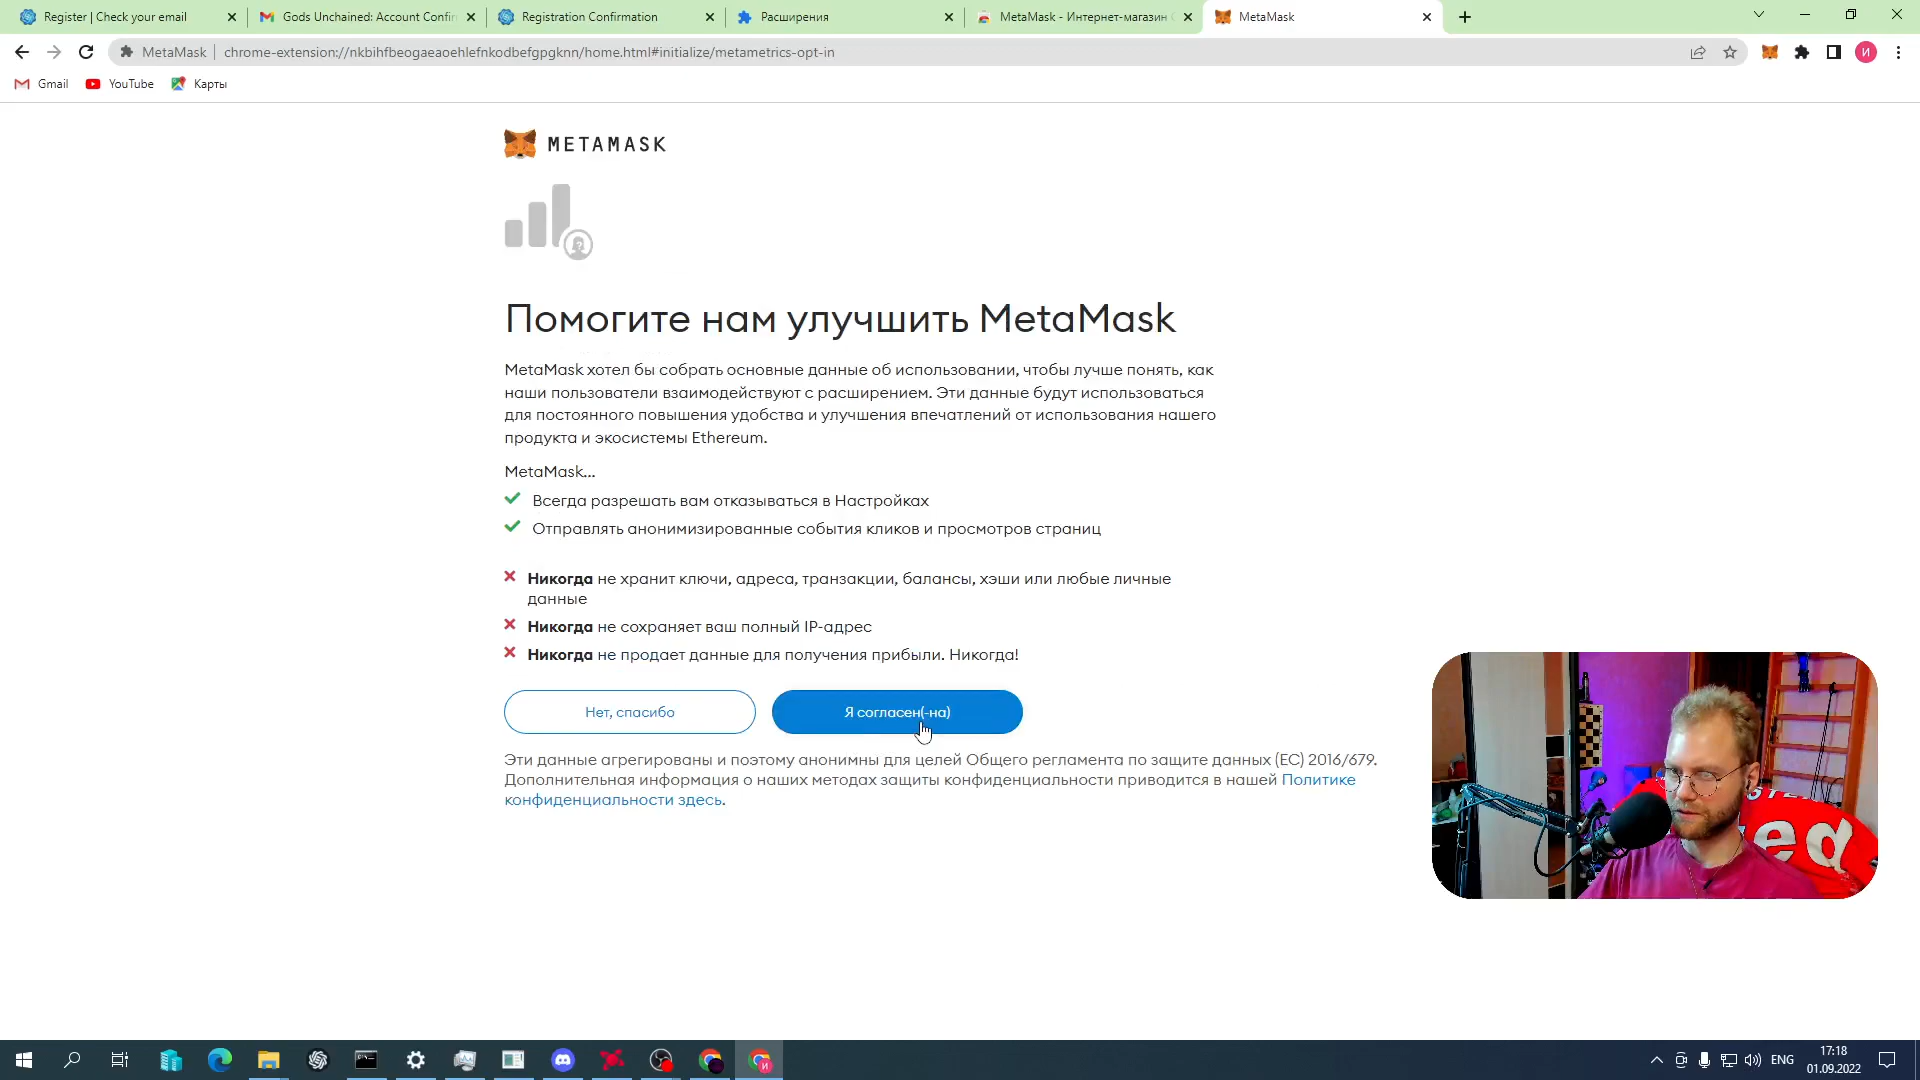 Register | Check your email
Gods Unchained: Account Confir
Registration Confirmation
Расширения
MetaMask - Интернет-магазин
MetaMask
MetaMask | chrome-extension://nkbihfbeogaeaoehlefnkodbefgpgknn/home.html#initialize/metametrics-opt-in
И
Gmail
YouTube
Карты
METAMASK
Помогите нам улучшить MetaMask
MetaMask хотел бы собрать основные данные об использовании, чтобы лучше понять, как
наши пользователи взаимодействуют с расширением. Эти данные будут использоваться
для постоянного повышения удобства и улучшения впечатлений от использования нашего
продукта и экосистемы Ethereum.
MetaMask...
Всегда разрешать вам отказываться в Настройках
Отправлять анонимизированные события кликов и просмотров страниц
Никогда не хранит ключи, адреса, транзакции, балансы, хэши или любые личные
данные
Никогда не сохраняет ваш полный IP-адрес
Никогда не продает данные для получения прибыли. Никогда!
Нет, спасибо
Я согласен(-на)
Эти данные агрегированы и поэтому анонимны для целей Общего регламента по защите данных (ЕС) 2016/679.
Дополнительная информация о наших методах защиты конфиденциальности приводится в нашей Политике
конфиденциальности здесь.
ENG
17:18
01.09.2022